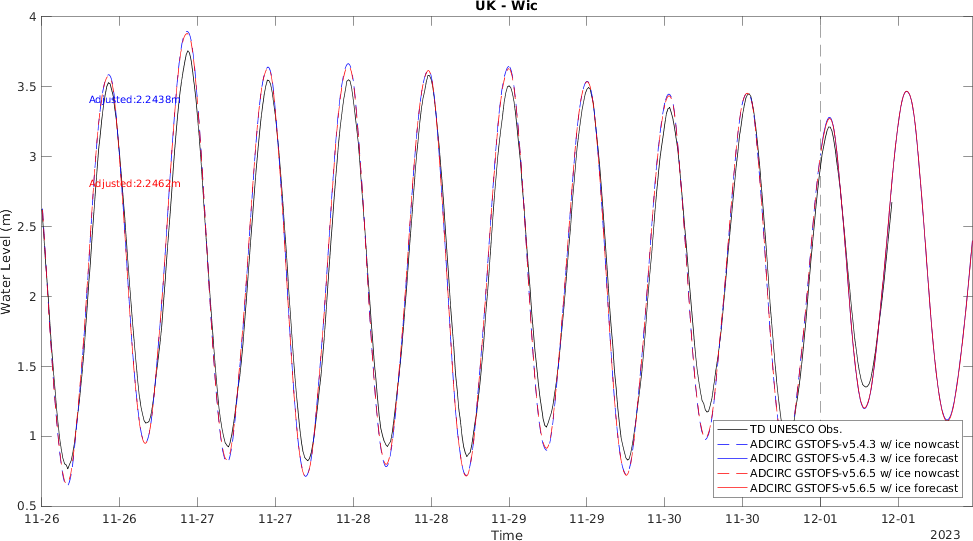 UK - Wic
4
3.5
3
2.5
2
1.5
1
0.5
Water Level (m)
Adjusted:2.2438m
Adjusted:2.2462m
TD UNESCO Obs.
ADCIRC GSTOFS-v5.4.3 w/ ice nowcast
ADCIRC GSTOFS-v5.4.3 w/ ice forecast
ADCIRC GSTOFS-v5.6.5 w/ ice nowcast
ADCIRC GSTOFS-v5.6.5 w/ ice forecast
11-26 11-26 11-27 11-27 11-28 11-28 11-29 11-29 11-30 11-30 12-01 12-01
Time
2023